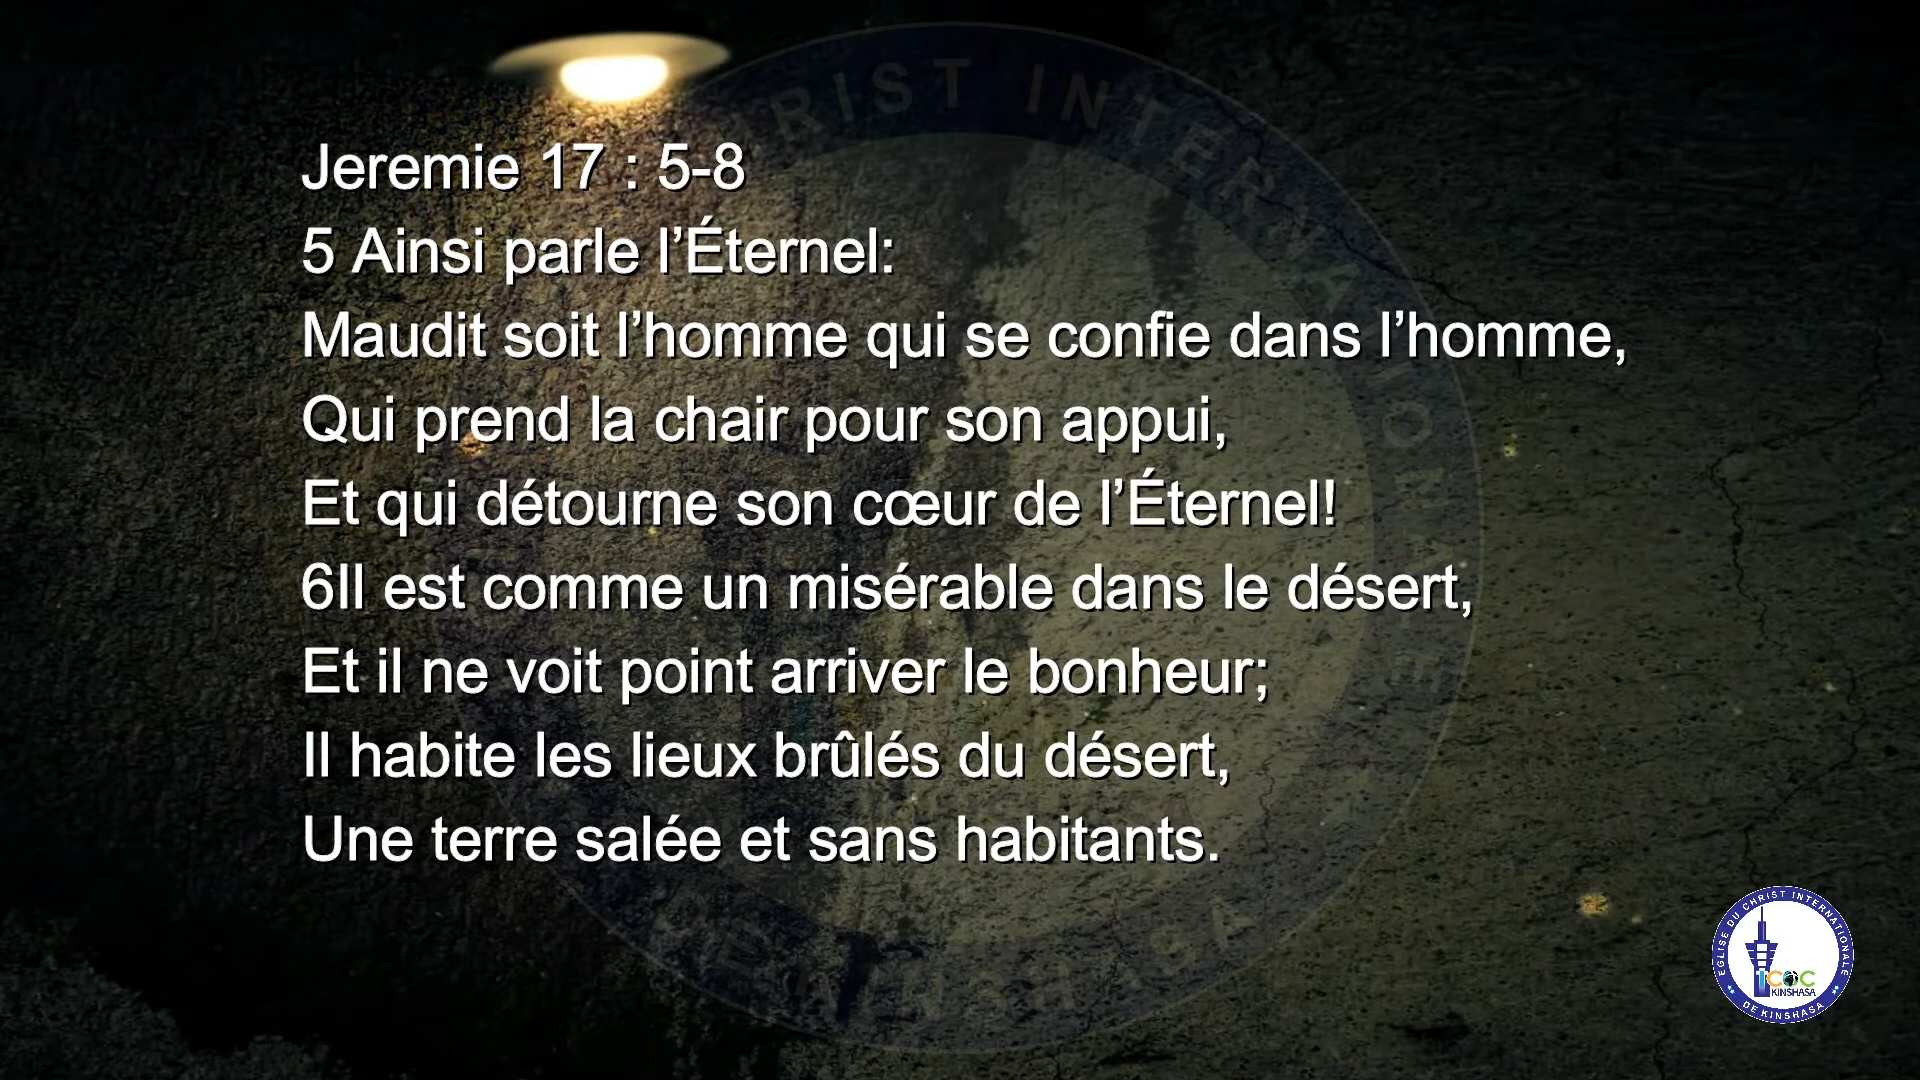 Jeremie 17 : 5-8
5 Ainsi parle l’Éternel:
Maudit soit l’homme qui se confie dans l’homme,
Qui prend la chair pour son appui,
Et qui détourne son cœur de l’Éternel!
6Il est comme un misérable dans le désert,
Et il ne voit point arriver le bonheur;
Il habite les lieux brûlés du désert,
Une terre salée et sans habitants.
EGLISE DU CHRIST INTERNATIONALE
ICOC
KINSHASA
DE KINSHASA
CHRIST INTERNATIONALE
KINSHASA